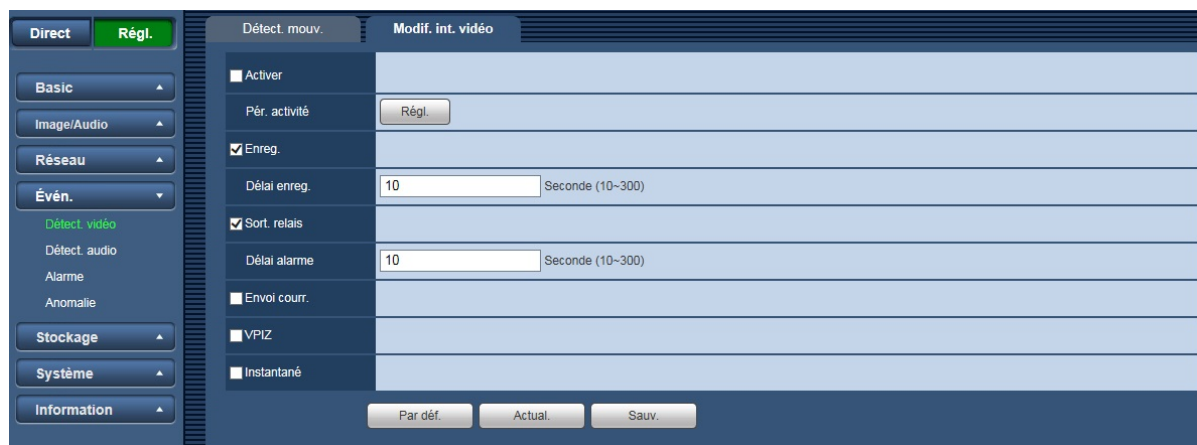 Direct Régl.
Basic
Image/Audio
Réseau
Évén.
Détect. vidéo
Détect. audio
Alarme
Anomalie
Stockage
Système
Information
Détect. mouv. Modif. int. vidéo
Activer
Pér. activité Régl.
Enreg.
Délai enreg. 10 Seconde (10~300)
Sort. relais
Délai alarme 10 Seconde (10~300)
Envoi courr.
VPIZ
Instantané
Par déf. Actual. Sauv.